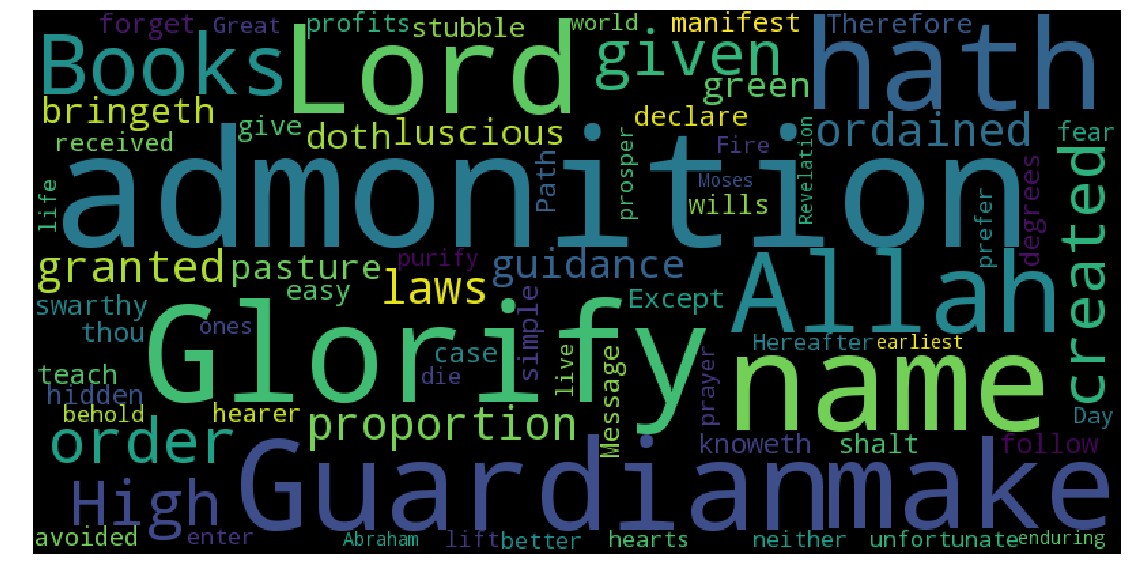 forget Great profits stubble world manifest Therefore
Books Lord given green hath
bringeth luscious declare ordained fear
received give doth Fire
admonition
life Path prosper Moses wills Revelation prefer degrees created
granted pasture purify guidance Allah
easy laws Except
swarthy thou ones Glorify case simple Hereafter earliest
teach die live Message prayer name
hidden
behold hearer proportion Day
order knoweth shalt follow
High Guardian make
avoided enter Abraham lift better hearts neither unfortunate enduring